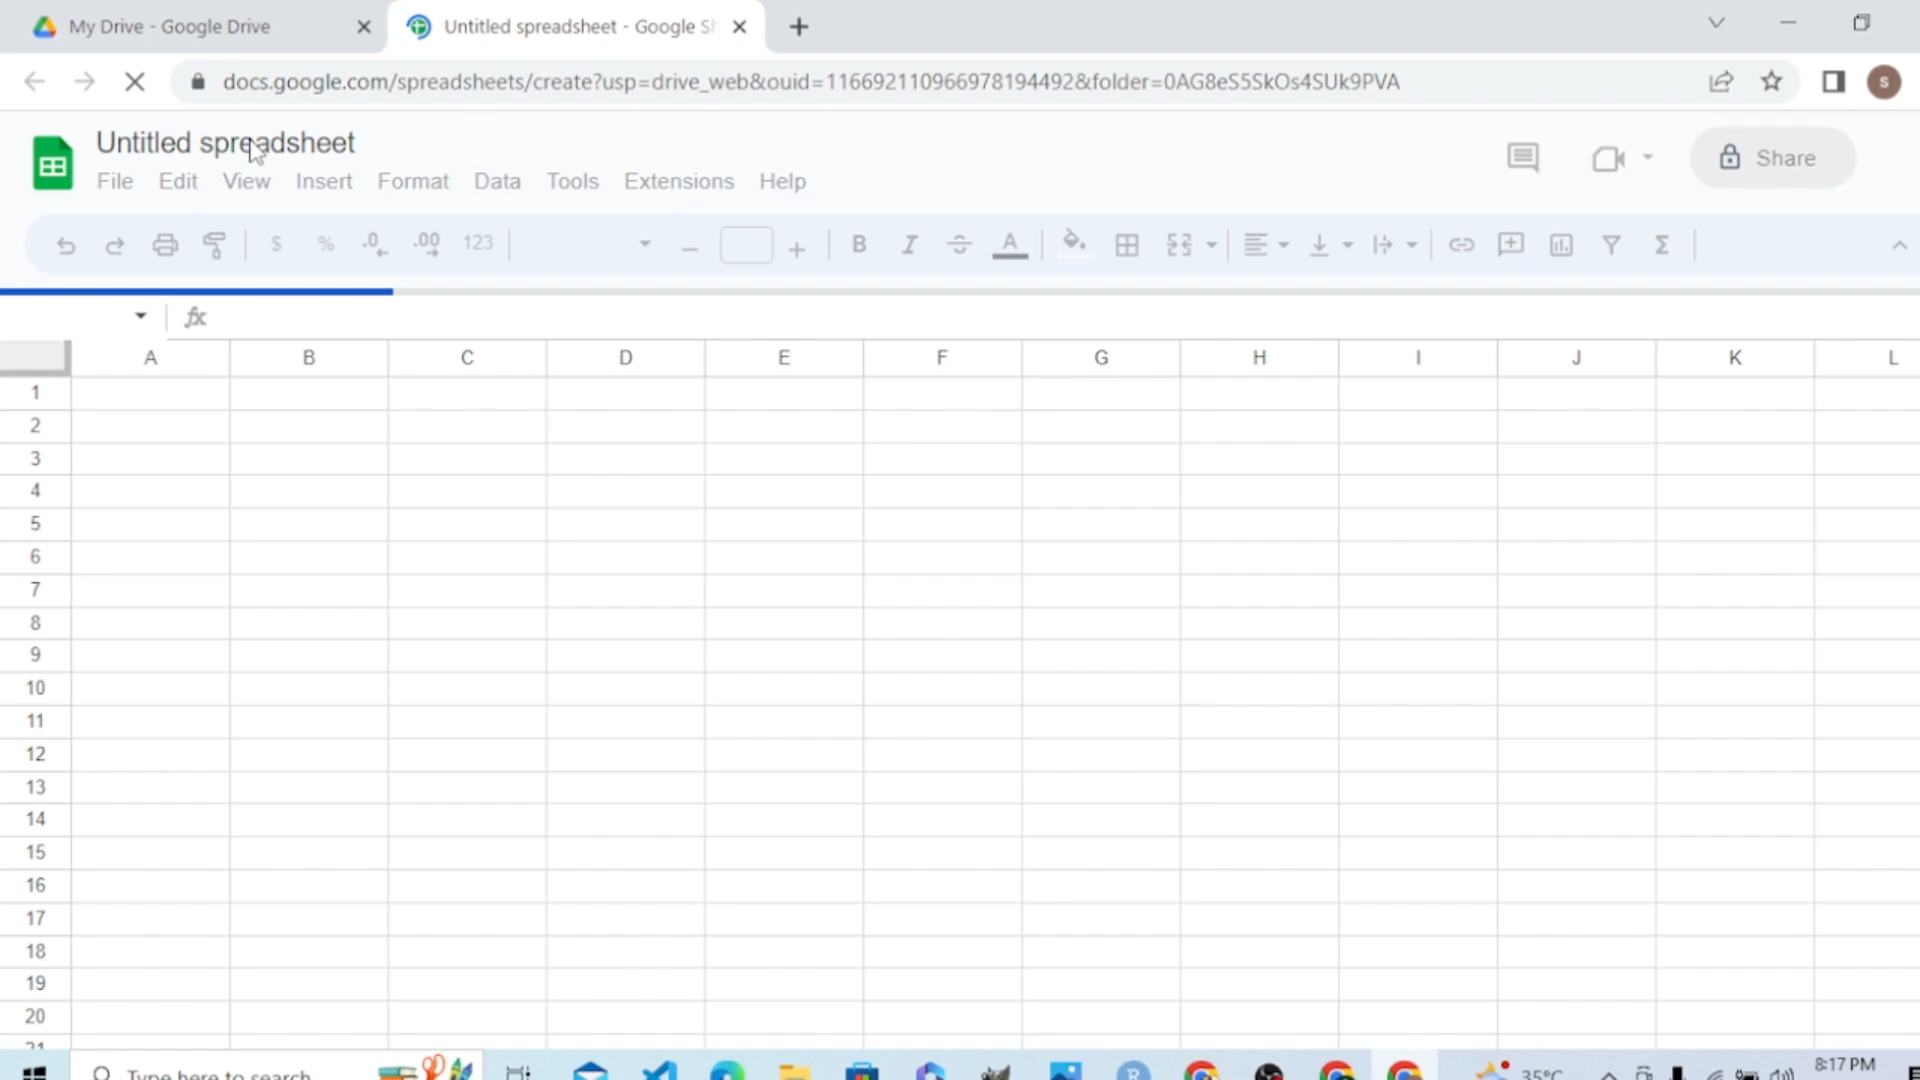 My Drive - Google Drive
Untitled spreadsheet - Google Sh
docs.google.com/spreadsheets/create?usp=drive_web&ouid=116692110966978194492&folder=0AG8eS5SkOs4SUk9PVA
S
Untitled spreadsheet
File Edit View Insert Format Data Tools Extensions Help
Share
$ % .0 .00 123 B I S A Σ
fx
A B C D E F G H I J K L
1
2
3
4
5
6
7
8
9
10
11
12
13
14
15
16
17
18
19
20
21
Type here to search
R
35°C
8:17 PM